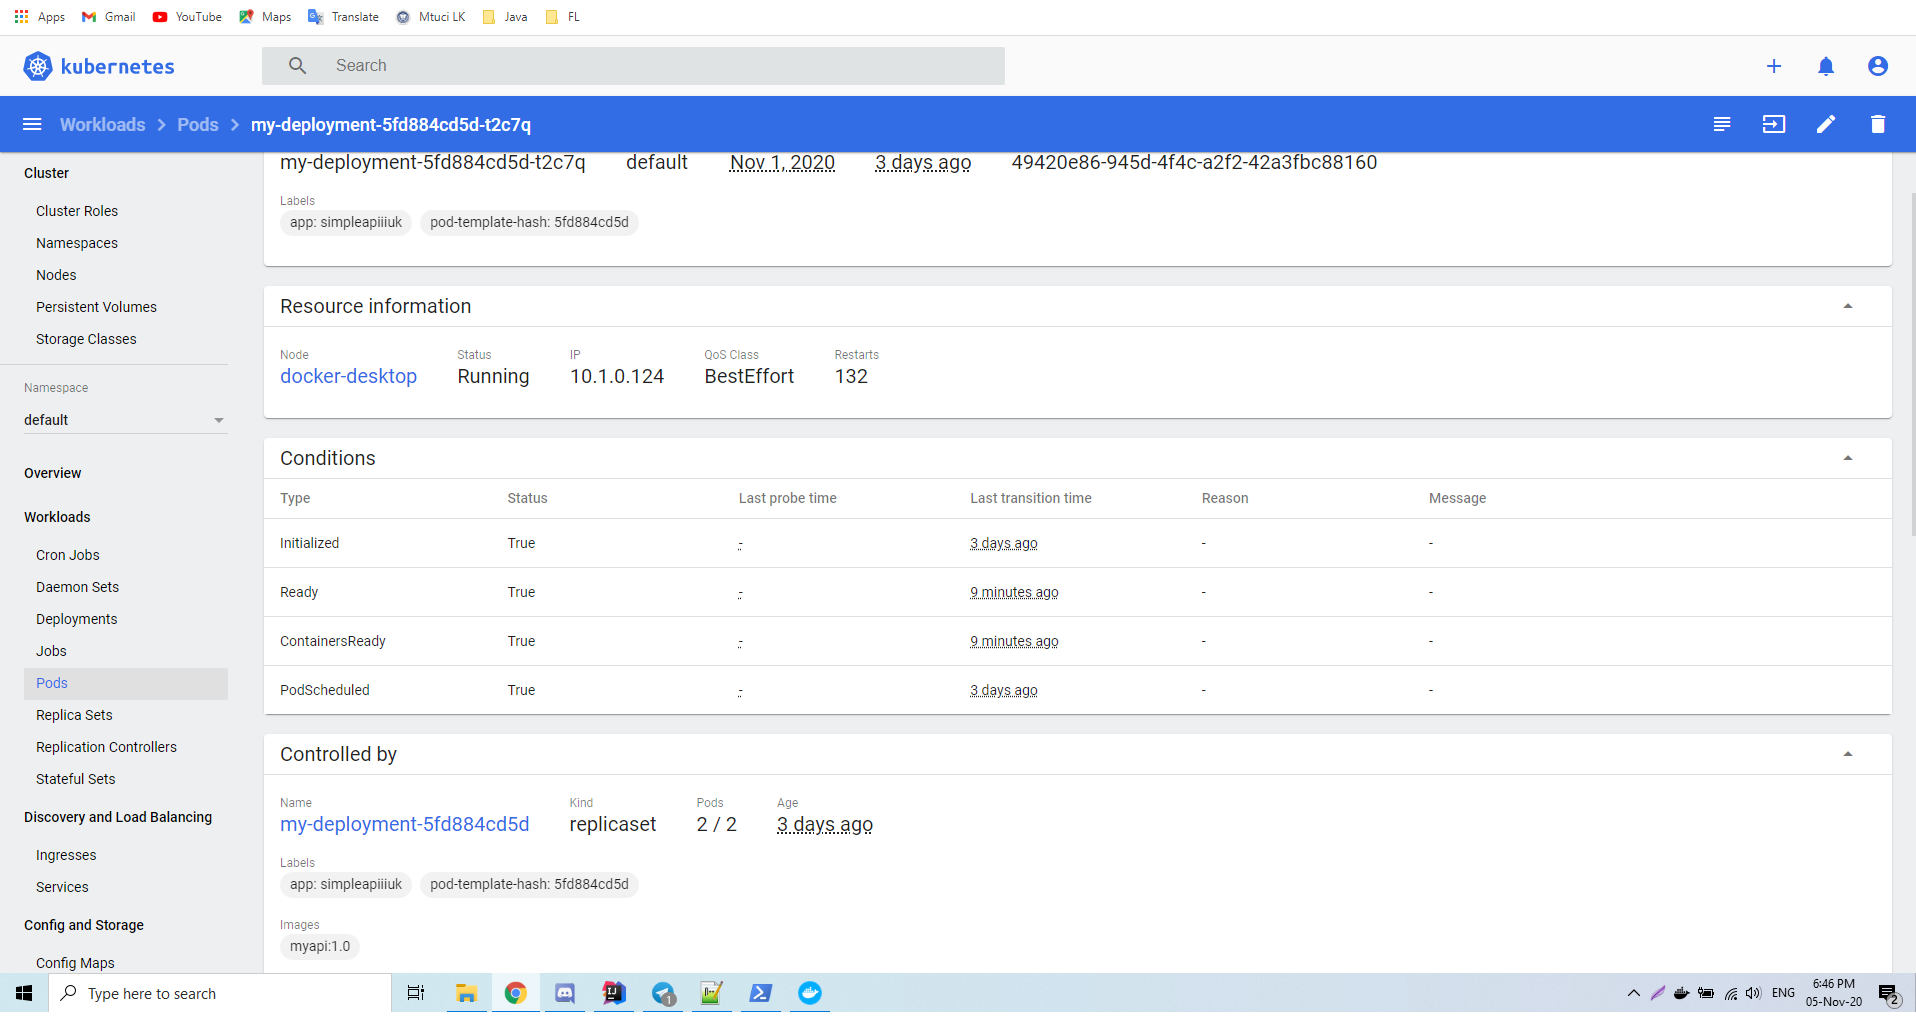 Apps Gmail YouTube Maps Translate Mtuci LK Java FL
kubernetes Search
Workloads Pods my-deployment-5fd884cd5d-t2c7q
Cluster
Cluster Roles
Namespaces
Nodes
Persistent Volumes
Storage Classes
Namespace
default
Overview
Workloads
Cron Jobs
Daemon Sets
Deployments
Jobs
Pods
Replica Sets
Replication Controllers
Stateful Sets
Discovery and Load Balancing
Ingresses
Services
Config and Storage
Config Maps
my-deployment-5fd884cd5d-t2c7q default Nov 1, 2020 3 days ago 49420e86-945d-4f4c-a2f2-42a3fbc88160
Labels
app: simpleapiiiuk pod-template-hash: 5fd884cd5d
Resource information
Node Status IP QoS Class Restarts
docker-desktop Running 10.1.0.124 BestEffort 132
Conditions
Type Status Last probe time Last transition time Reason Message
Initialized True - 3 days ago - -
Ready True - 9 minutes ago - -
ContainersReady True - 9 minutes ago - -
PodScheduled True - 3 days ago - -
Controlled by
Name Kind Pods Age
my-deployment-5fd884cd5d replicaset 2 / 2 3 days ago
Labels
app: simpleapiiiuk pod-template-hash: 5fd884cd5d
Images
myapi:1.0
Type here to search 1 ENG 6:46 PM
05-Nov-20 2